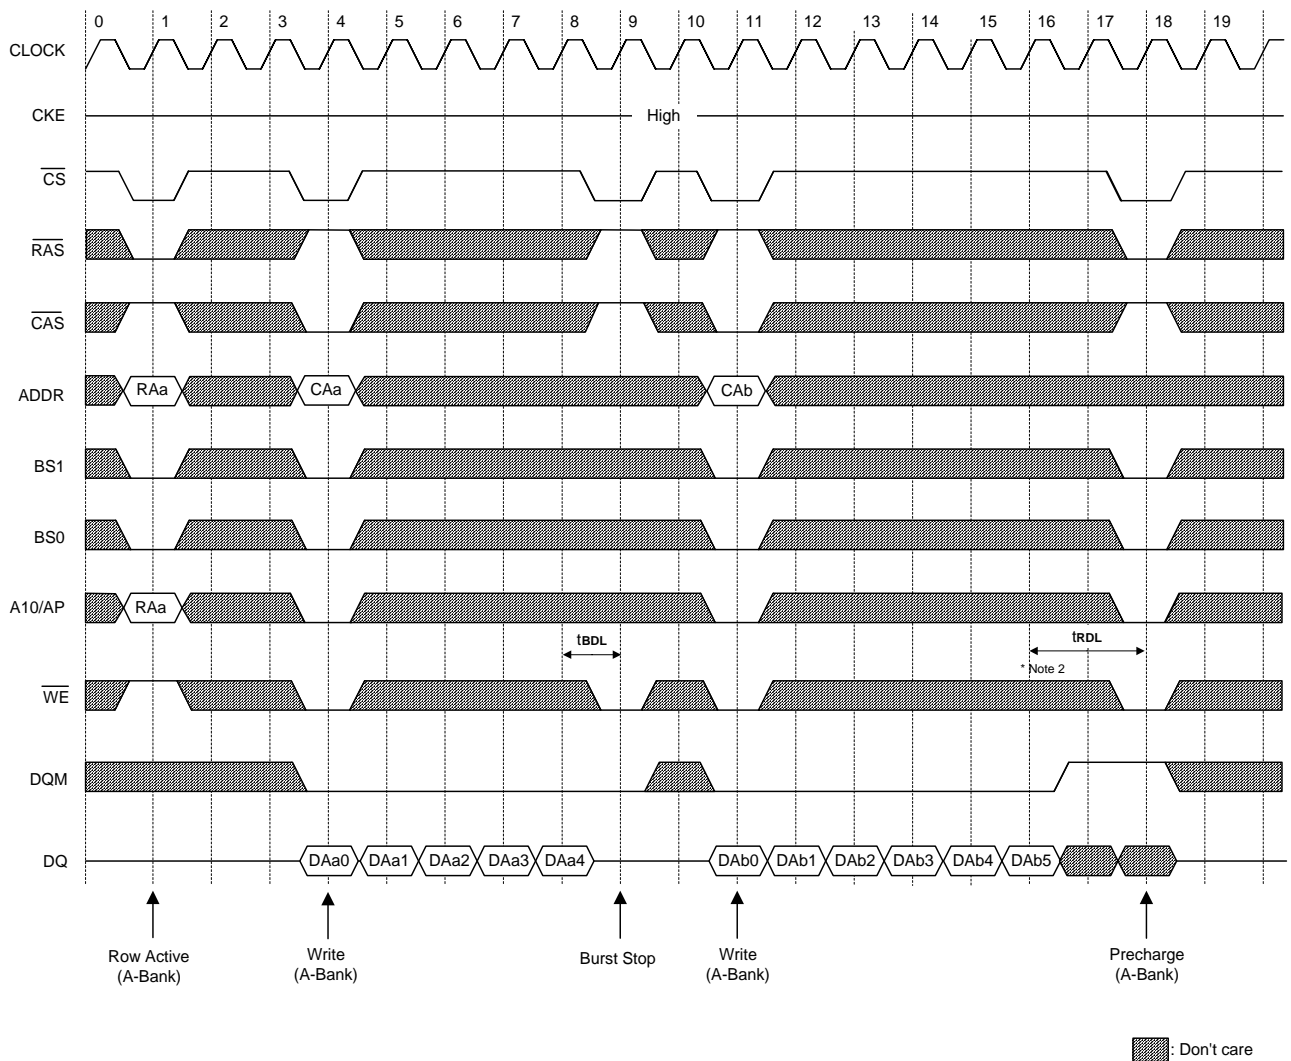 0 1 2 3 4 5 6 7 8 9 10 11 12 13 14 15 16 17 18 19
CLOCK
CKE High
CS
RAS
CAS
ADDR RAa CAa CAb
BS1
BS0
A10/AP RAa
tBDL tRDL
* Note 2
WE
DQM
DQ DAa0 DAa1 DAa2 DAa3 DAa4 DAb0 DAb1 DAb2 DAb3 DAb4 DAb5
Row Active
(A-Bank)
Write
(A-Bank)
Burst Stop
Write
(A-Bank)
Precharge
(A-Bank)
: Don't care